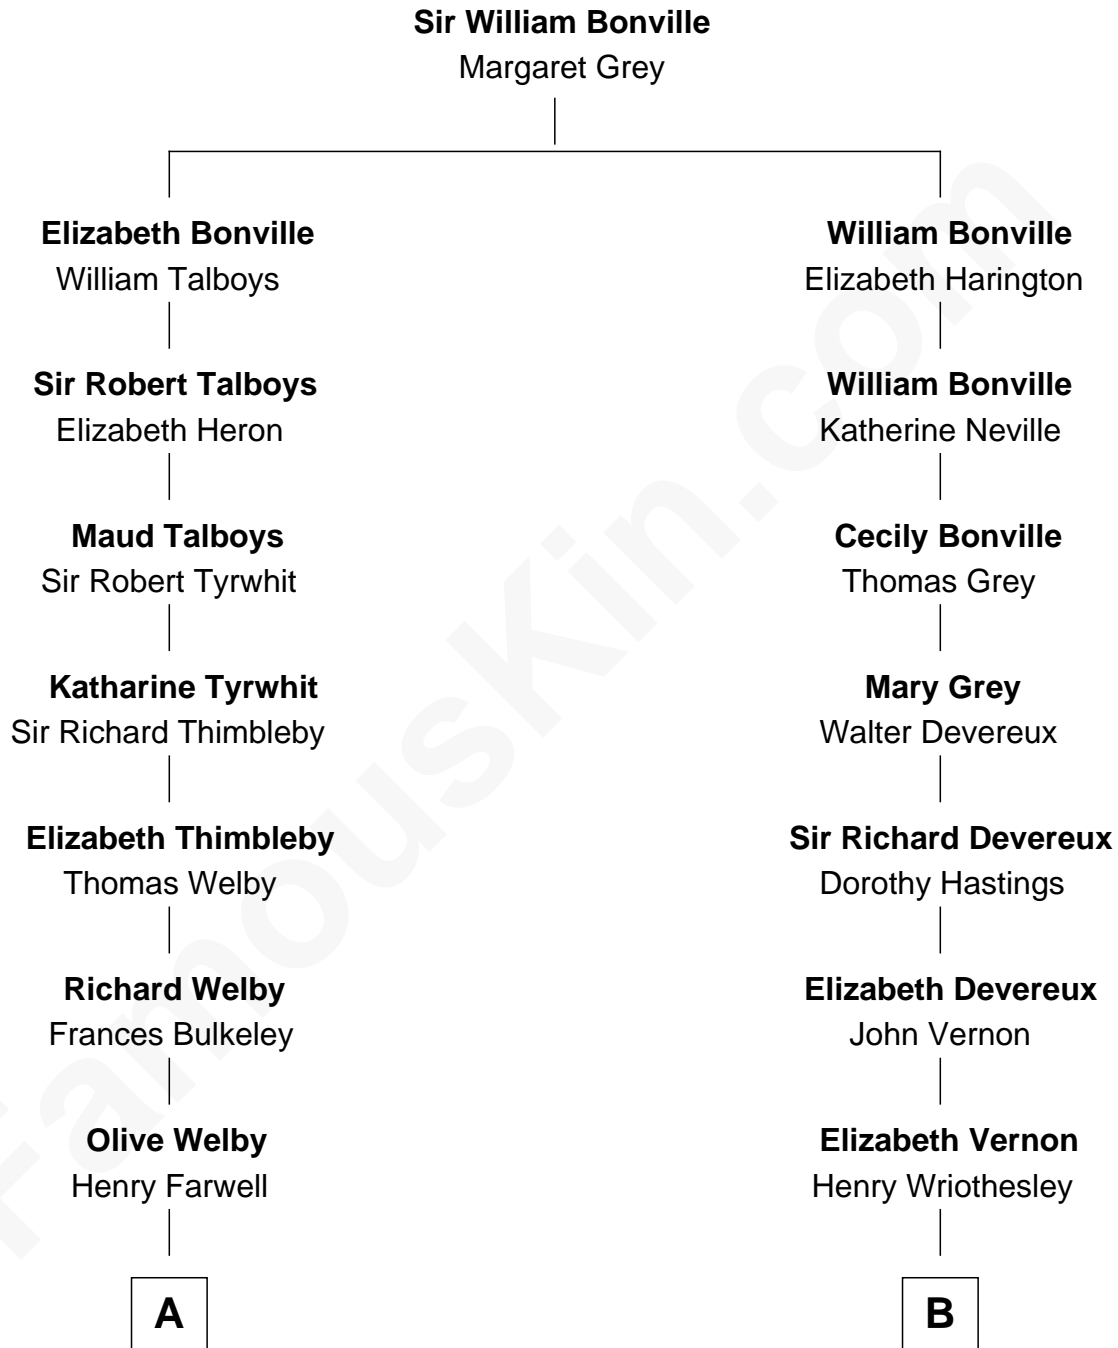 Sir William Bonville
Margaret Grey
Elizabeth Bonville
William Talboys
Sir Robert Talboys
Elizabeth Heron
Maud Talboys
Sir Robert Tyrwhit
Katharine Tyrwhit
Sir Richard Thimbleby
Elizabeth Thimbleby
Thomas Welby
Richard Welby
Frances Bulkeley
Olive Welby
Henry Farwell
A
William Bonville
Elizabeth Harington
William Bonville
Katherine Neville
Cecily Bonville
Thomas Grey
Mary Grey
Walter Devereux
Sir Richard Devereux
Dorothy Hastings
Elizabeth Devereux
John Vernon
Elizabeth Vernon
Henry Wriothesley
B
FamousKin.com